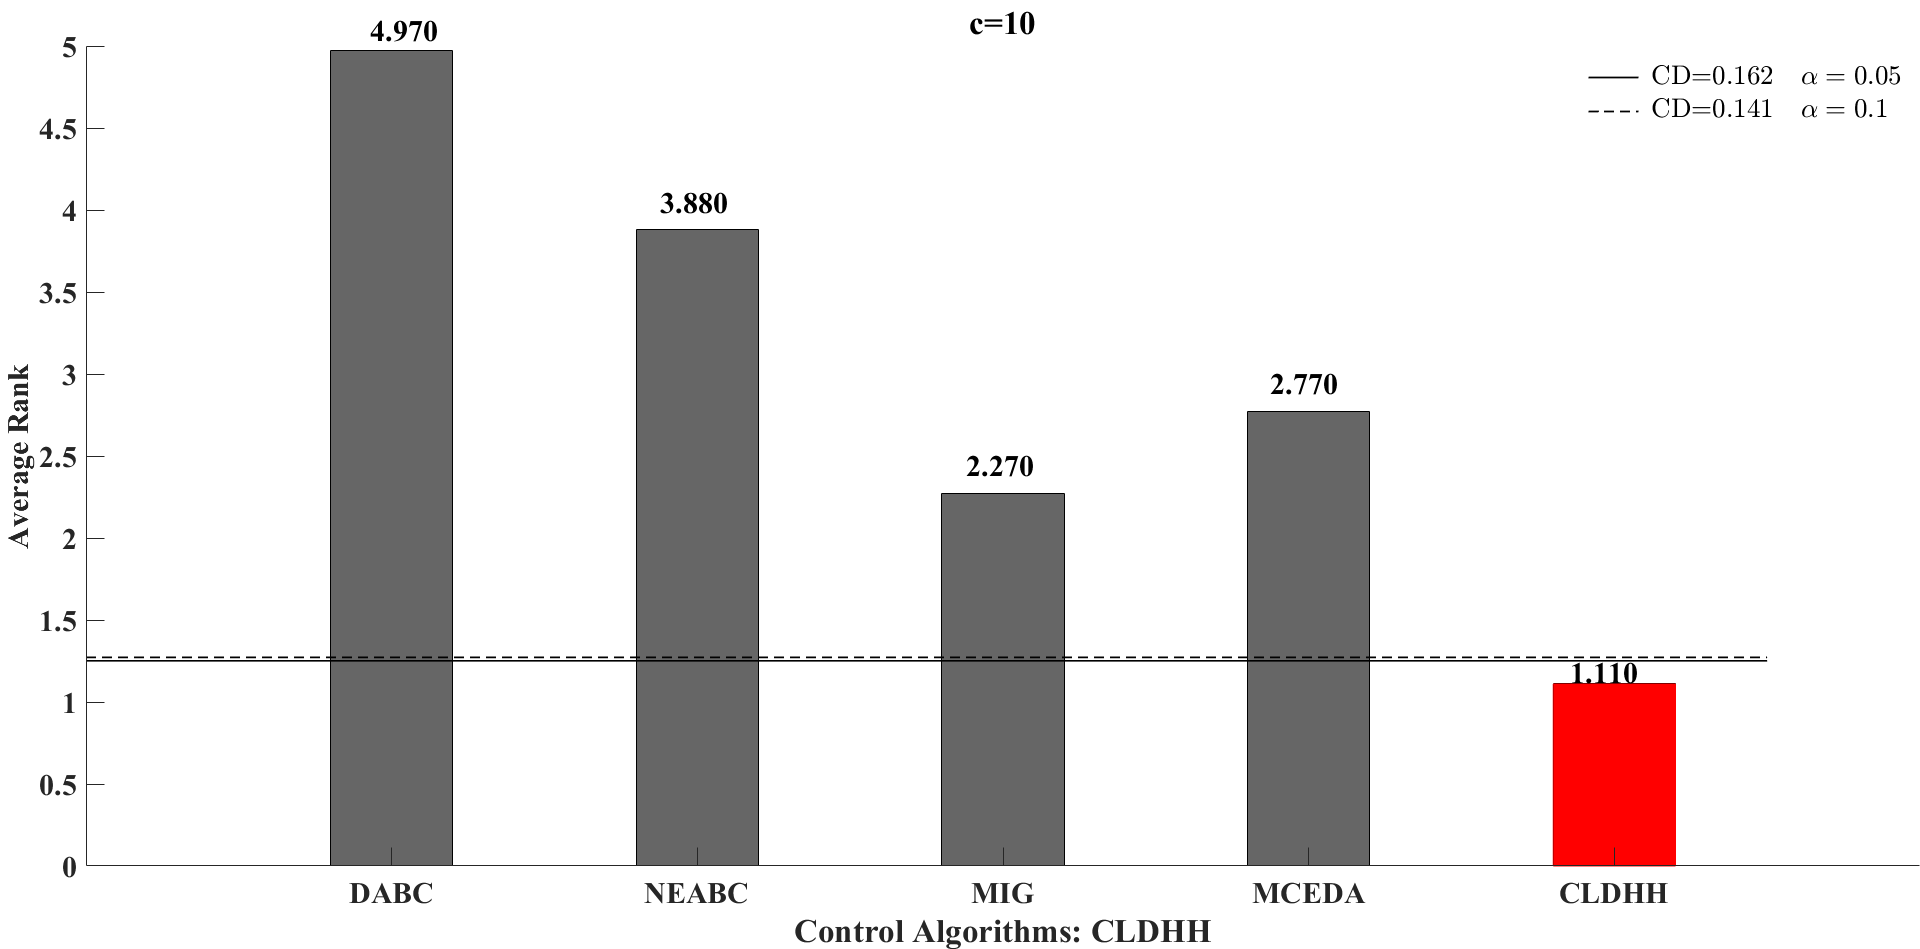 c=10
CD=0.162 α = 0.05
CD=0.141 α = 0.1
Average Rank
5
4.5
4
3.5
3
2.5
2
1.5
1
0.5
0
4.970
3.880
2.270
2.770
1.110
DABC NEABC MIG MCEDA CLDHH
Control Algorithms: CLDHH